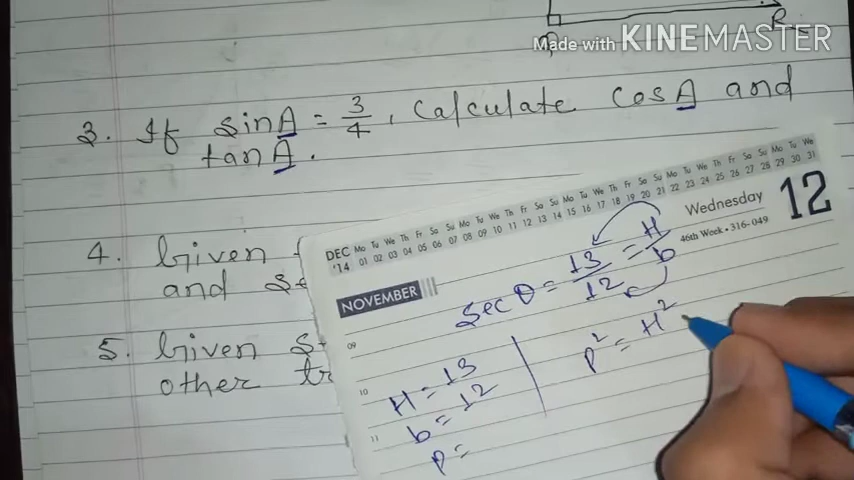 R
Made with KINEMASTER
3. If sinA = 3/4, Calculate cosA and
tan A.
4. Given
and
5. Given
other
DEC Mo Tu We Th Fr Sa Su Mo Tu We Th Fr Sa Su Mo Tu We Th Fr Sa Su Mo Tu We Th Fr Sa Su Mo Tu We
'14 01 02 03 04 05 06 07 08 09 10 11 12 13 14 15 16 17 18 19 20 21 22 23 24 25 26 27 28 29 30 31
Wednesday 12
46th Week • 316-049
NOVEMBER
sec θ = 13/12 = H/b
09
P² = H²
10 H = 13
b = 12
11
P =